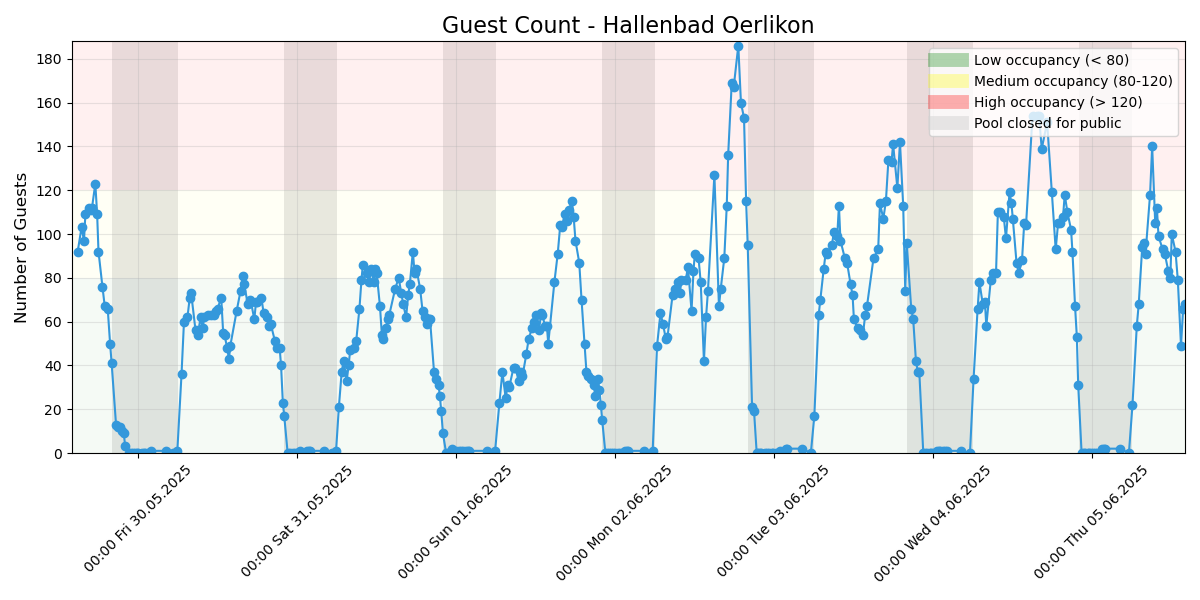 Guest Count - Hallenbad Oerlikon
Number of Guests
180
160
140
120
100
80
60
40
20
0
Low occupancy (< 80)
Medium occupancy (80-120)
High occupancy (> 120)
Pool closed for public
00:00 Fri 30.05.2025
00:00 Sat 31.05.2025
00:00 Sun 01.06.2025
00:00 Mon 02.06.2025
00:00 Tue 03.06.2025
00:00 Wed 04.06.2025
00:00 Thu 05.06.2025